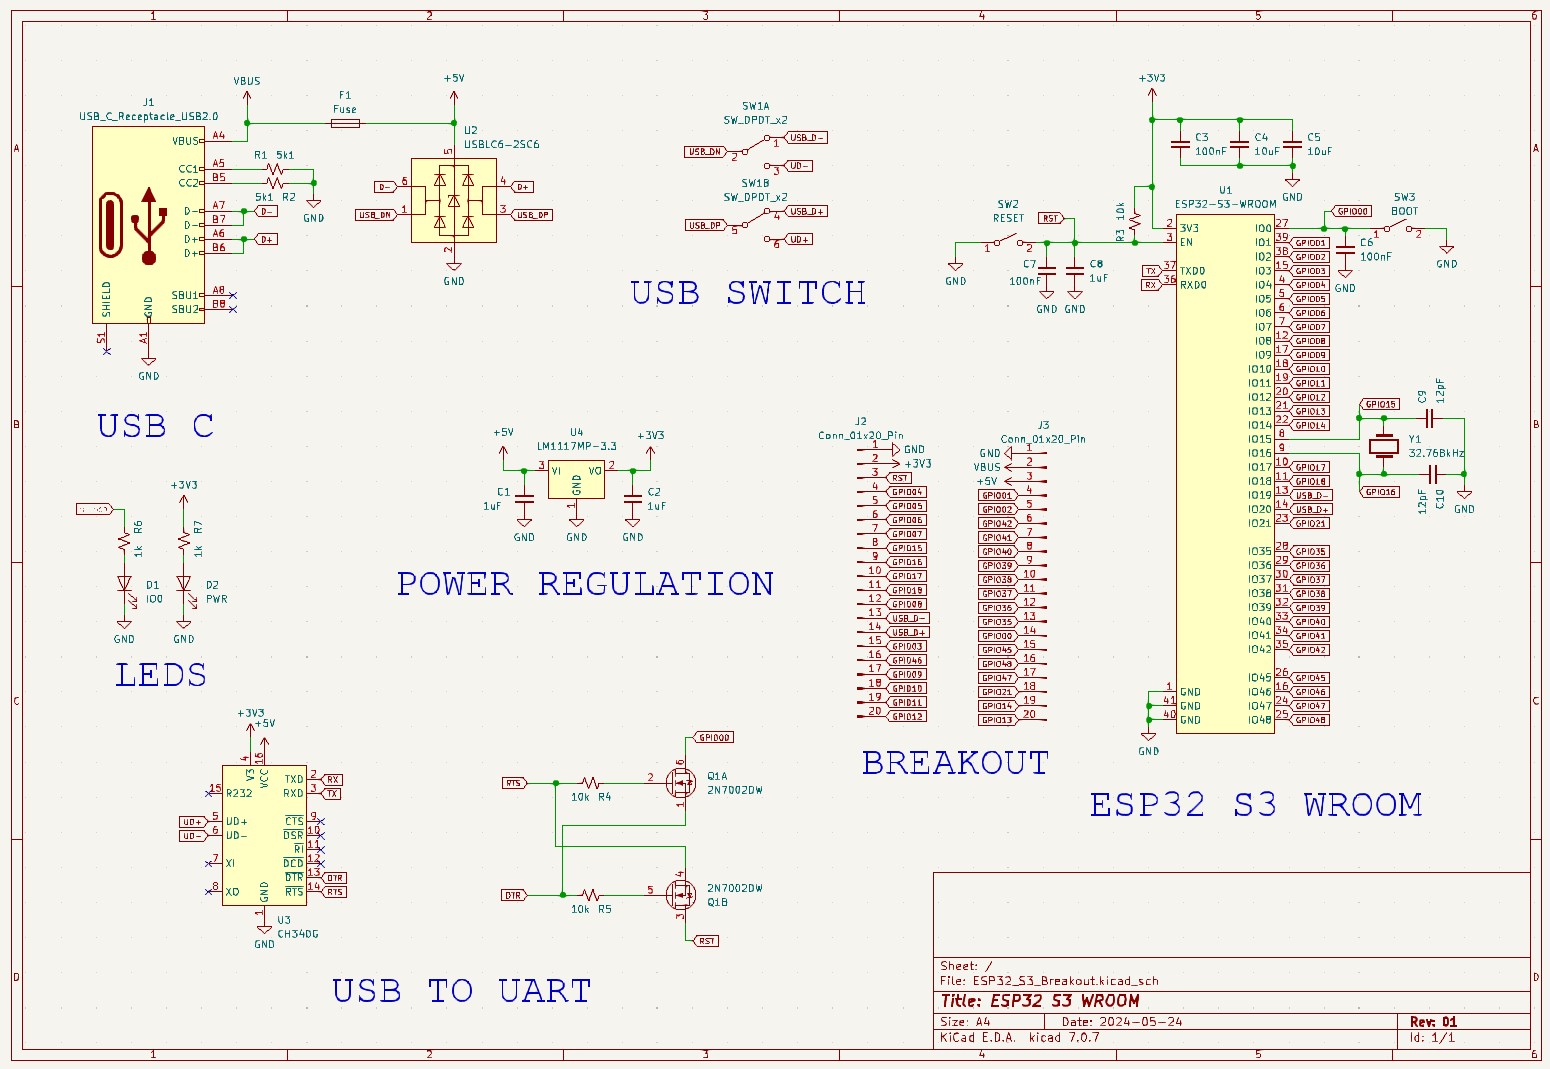 1 2 3 4 5 6
A
B
C
D
VBUS
J1
USB_C_Receptacle_USB2.0
VBUS A4
CC1 A5
CC2 B5
D- A7
D- B7
D+ A6
D+ B6
SBU1 A8
SBU2 B8
SHIELD
GND
S1
A1
GND
R1 5k1
5k1 R2
GND
D-
D+
F1
Fuse
+5V
U2
USBLC6-2SC6
5
D- 6
4 D+
USB_DN 1
3 USB_DP
2
GND
USB C
SW1A
SW_DPDT_x2
USB_DN 2
1 USB_D-
3 UD-
SW1B
SW_DPDT_x2
USB_DP 5
4 USB_D+
6 UD+
USB SWITCH
+3V3
C3
100nF
C4
10uF
C5
10uF
GND
U1
ESP32-S3-WROOM
SW2
RESET
1 2
GND
RST
R3 10k
C7
100nF
C8
1uF
GND GND
2 3V3
3 EN
TX 37 TXD0
RX 36 RXD0
IO0 27
IO1 39 GPIO01
IO2 38 GPIO02
IO3 15 GPIO03
IO4 4 GPIO04
IO5 5 GPIO05
IO6 6 GPIO06
IO7 7 GPIO07
IO8 12 GPIO08
IO9 17 GPIO09
IO10 18 GPIO10
IO11 19 GPIO11
IO12 20 GPIO12
IO13 21 GPIO13
IO14 22 GPIO14
IO15 8
IO16 9
IO17 10 GPIO17
IO18 11 GPIO18
IO19 13 USB_D-
IO20 14 USB_D+
IO21 23 GPIO21
IO35 28 GPIO35
IO36 29 GPIO36
IO37 30 GPIO37
IO38 31 GPIO38
IO39 32 GPIO39
IO40 33 GPIO40
IO41 34 GPIO41
IO42 35 GPIO42
IO45 26 GPIO45
IO46 16 GPIO46
IO47 24 GPIO47
IO48 25 GPIO48
1 GND
41 GND
40 GND
GND
GPIO00
SW3
BOOT
1 2
GND
C6
100nF
GND
GPIO15
GPIO16
Y1
32.768kHz
C9
12pF
12pF
C10
GND
ESP32 S3 WROOM
+5V
U4
LM1117MP-3.3
+3V3
3 VI
VO 2
GND
1
C1
1uF
C2
1uF
GND GND GND
POWER REGULATION
R6
1k
D1
IO0
GND
+3V3
R7
1k
D2
PWR
GND
LEDS
J2
Conn_01x20_Pin
1 GND
2 +3V3
3 RST
4 GPIO04
5 GPIO05
6 GPIO06
7 GPIO07
8 GPIO15
9 GPIO16
10 GPIO17
11 GPIO18
12 GPIO08
13 USB_D-
14 USB_D+
15 GPIO03
16 GPIO46
17 GPIO09
18 GPIO10
19 GPIO11
20 GPIO12
J3
Conn_01x20_Pin
GND 1
VBUS 2
+5V 3
GPIO01 4
GPIO02 5
GPIO42 6
GPIO41 7
GPIO40 8
GPIO39 9
GPIO38 10
GPIO37 11
GPIO36 12
GPIO35 13
GPIO00 14
GPIO45 15
GPIO48 16
GPIO47 17
GPIO21 18
GPIO14 19
GPIO13 20
BREAKOUT
+3V3
+5V
4
16
V3
VCC
15 R232
UD+ 5 UD+
UD- 6 UD-
7 XI
8 XO
TXD 2 RX
RXD 3 TX
CTS 9
DSR 10
RI 11
DCD 12
DTR 13 DTR
RTS 14 RTS
GND
1
GND
U3
CH340G
RTS
10k R4
2
6
1
GPIO00
Q1A
2N7002DW
DTR
10k R5
5
4
3
2N7002DW
Q1B
RST
USB TO UART
Sheet: /
File: ESP32_S3_Breakout.kicad_sch
Title: ESP32 S3 WROOM
Size: A4 Date: 2024-05-24 Rev: 01
KiCad E.D.A. kicad 7.0.7 Id: 1/1
1 2 3 4 5 6
A
B
C
D